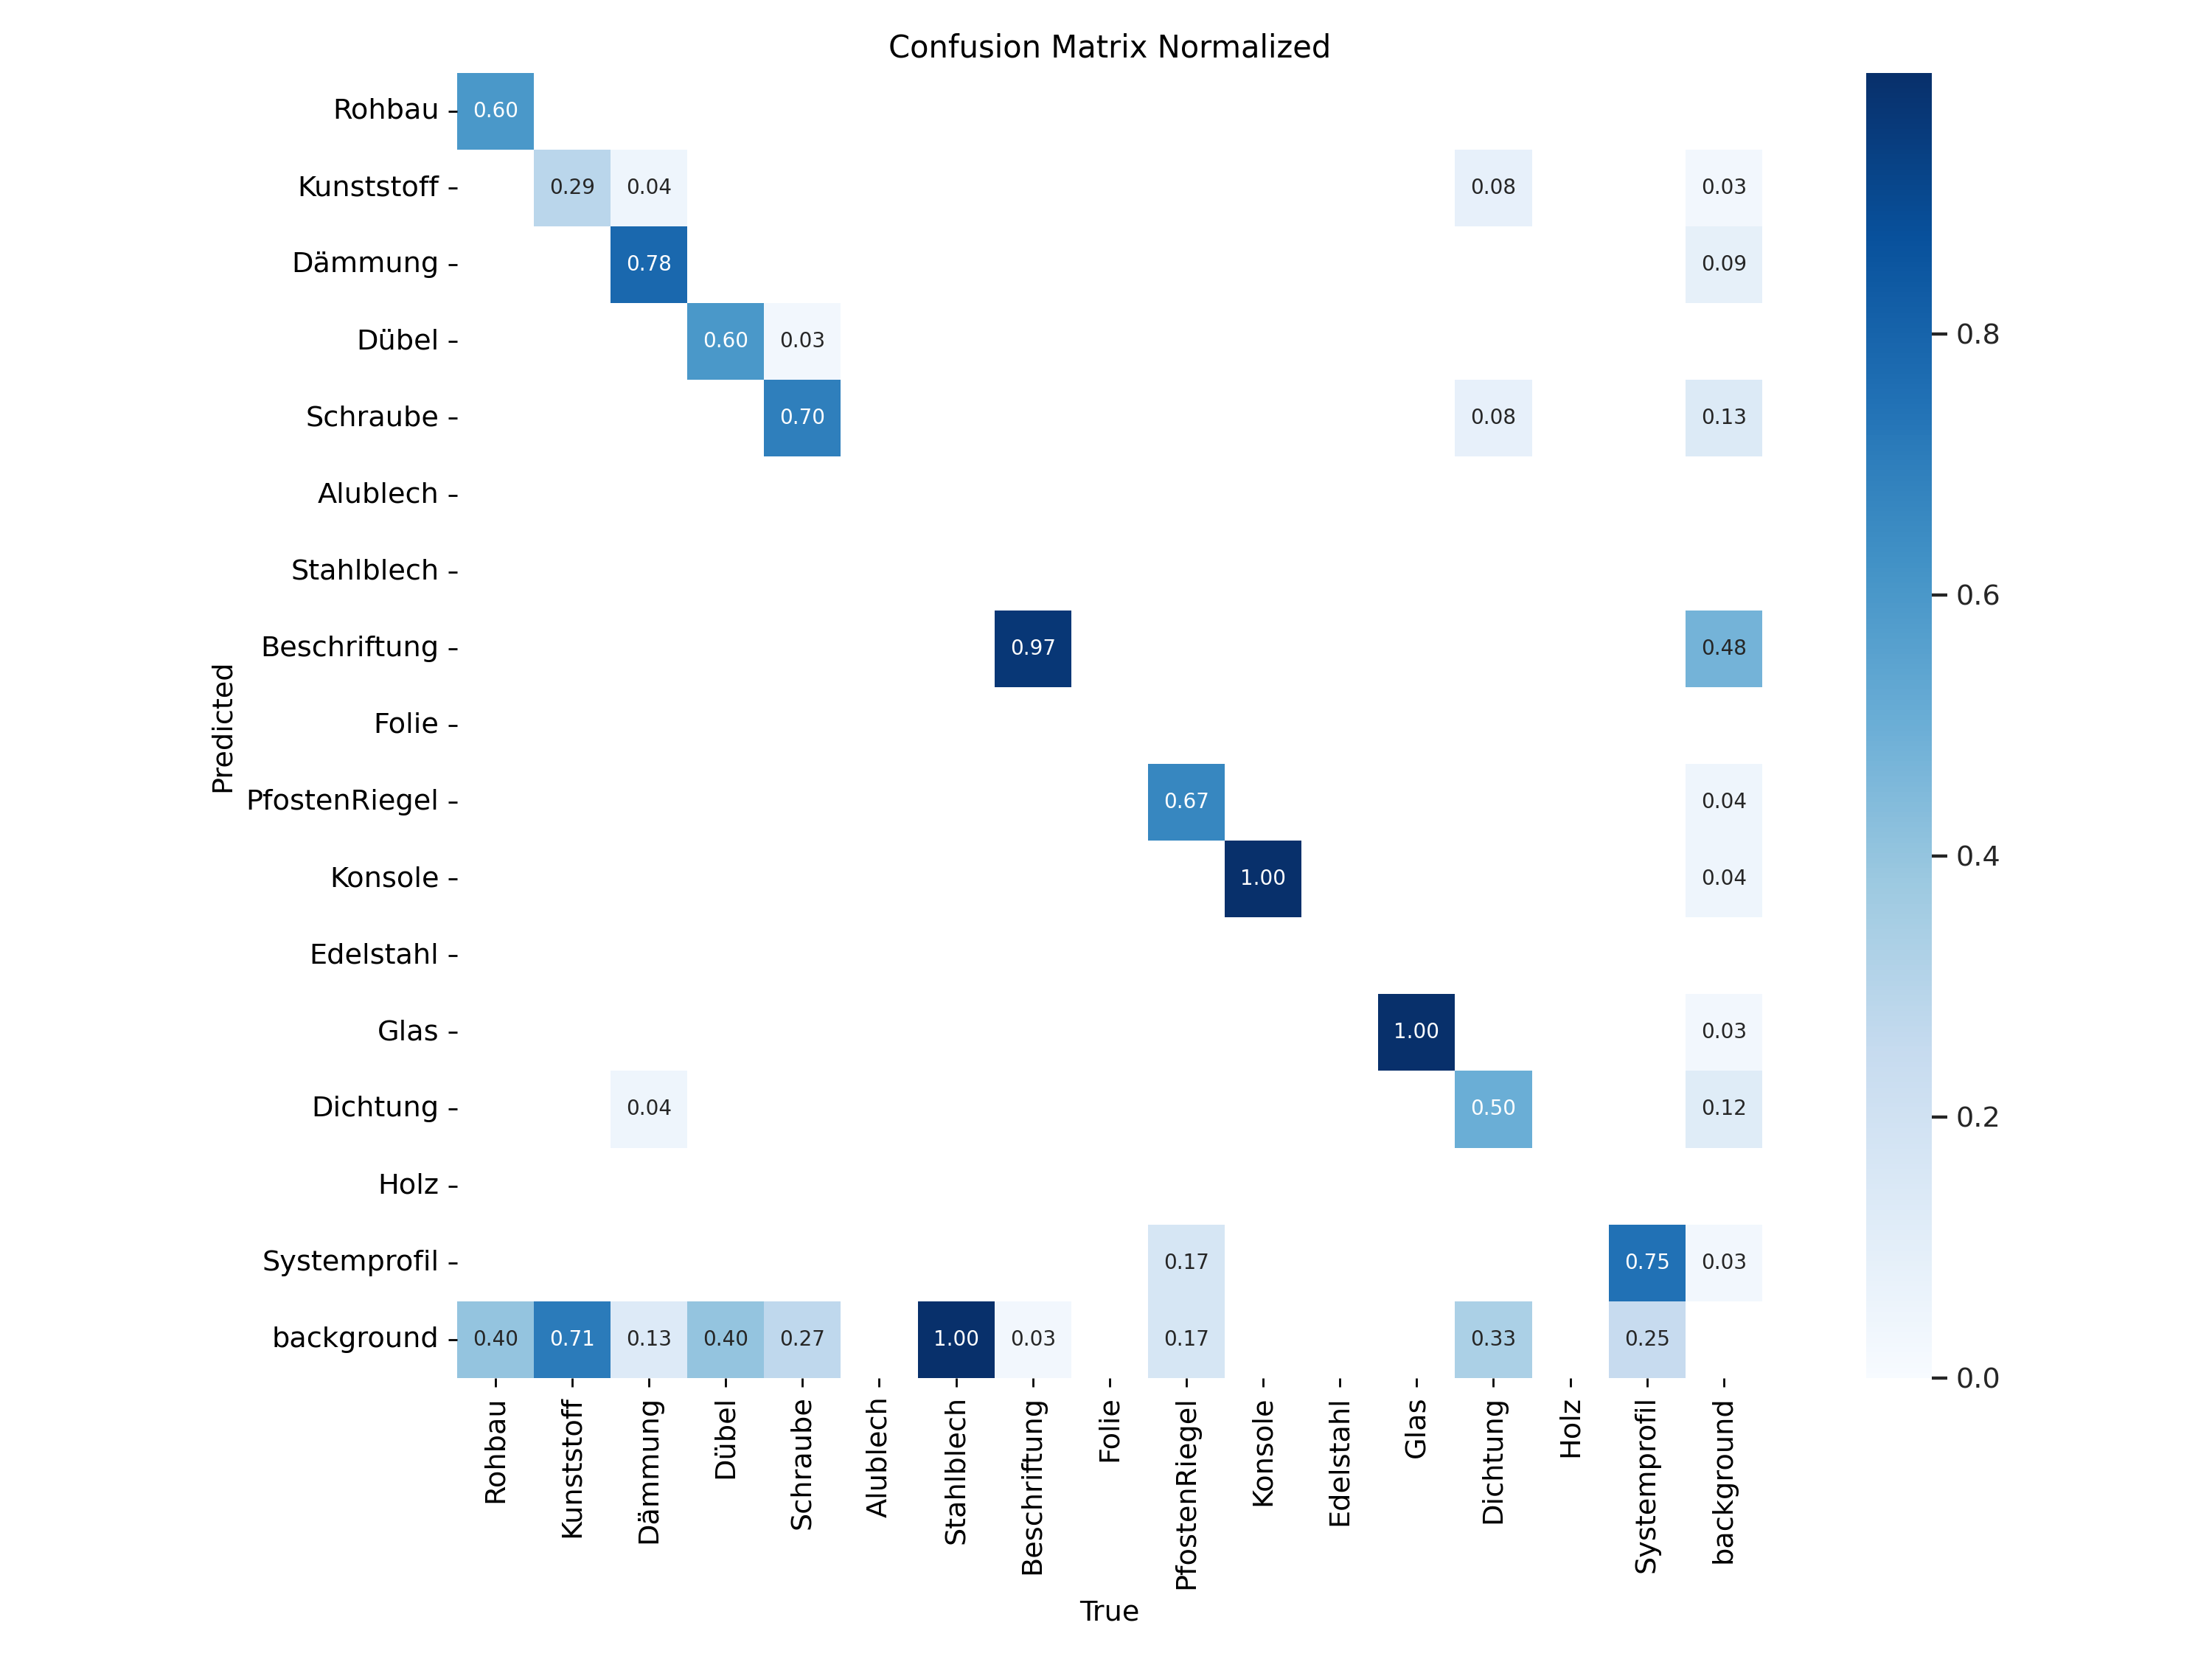 Confusion Matrix Normalized
Rohbau 0.60
Kunststoff 0.29 0.04 0.08 0.03
Dämmung 0.78 0.09
Dübel 0.60 0.03
Schraube 0.70 0.08 0.13
Alublech
Stahlblech
Beschriftung 0.97 0.48
Folie
PfostenRiegel 0.67 0.04
Konsole 1.00 0.04
Edelstahl
Glas 1.00 0.03
Dichtung 0.04 0.50 0.12
Holz
Systemprofil 0.17 0.75 0.03
background 0.40 0.71 0.13 0.40 0.27 1.00 0.03 0.17 0.33 0.25
Predicted
Rohbau
Kunststoff
Dämmung
Dübel
Schraube
Alublech
Stahlblech
Beschriftung
Folie
PfostenRiegel
Konsole
Edelstahl
Glas
Dichtung
Holz
Systemprofil
background
True
0.8
0.6
0.4
0.2
0.0